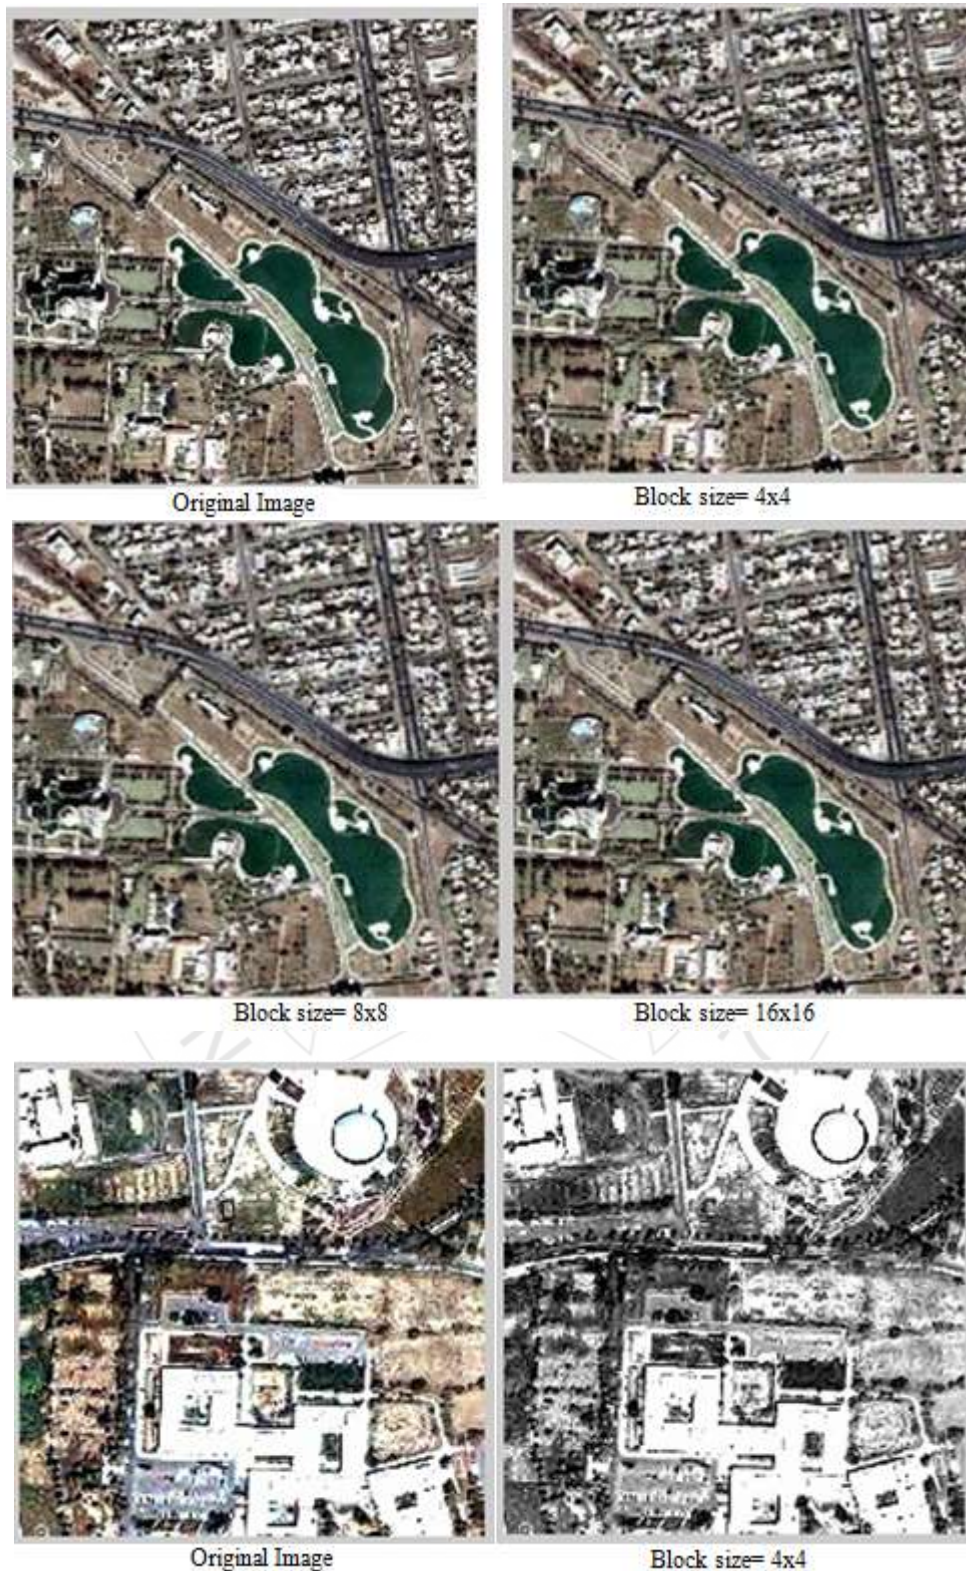 Original Image
Block size= 4x4
Block size= 8x8
Block size= 16x16
Original Image
Block size= 4x4